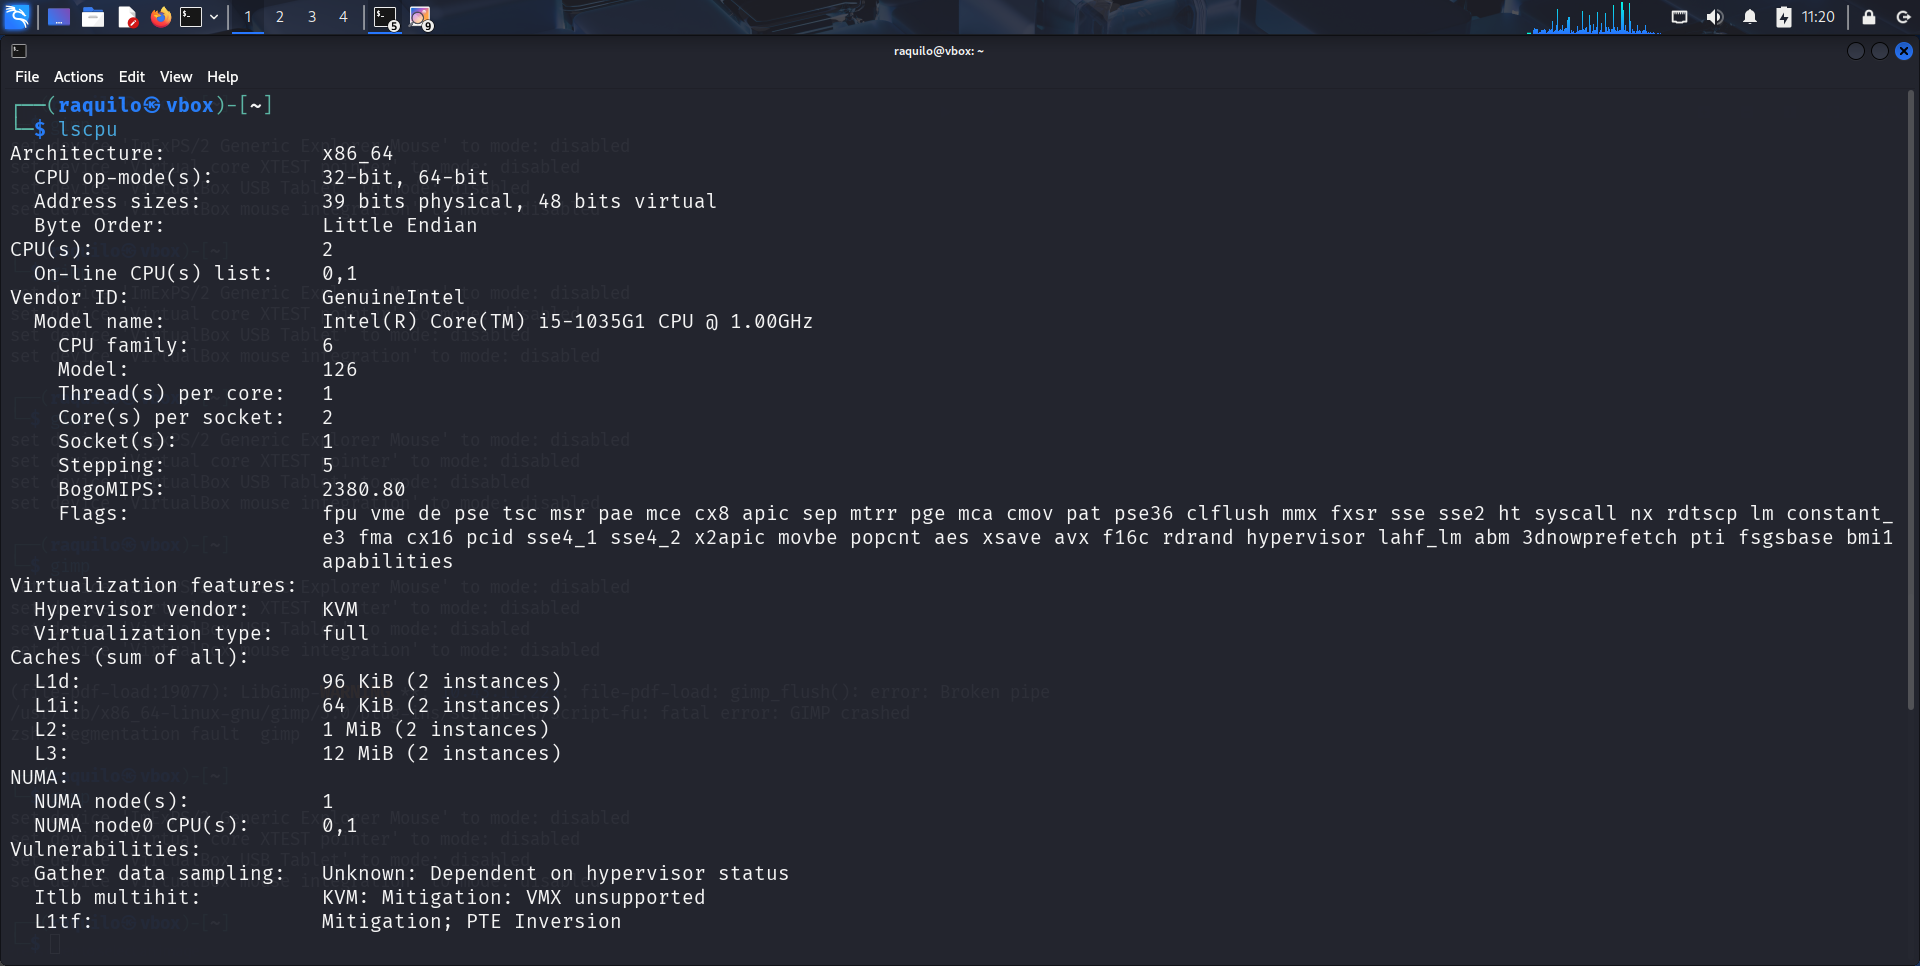 1 2 3 4 5 9 11:20
raquilo@vbox: ~
File Actions Edit View Help
┌──(raquilo㉿vbox)-[~]
└─$ lscpu
Architecture: x86_64
CPU op-mode(s): 32-bit, 64-bit
Address sizes: 39 bits physical, 48 bits virtual
Byte Order: Little Endian
CPU(s): 2
On-line CPU(s) list: 0,1
Vendor ID: GenuineIntel
Model name: Intel(R) Core(TM) i5-1035G1 CPU @ 1.00GHz
CPU family: 6
Model: 126
Thread(s) per core: 1
Core(s) per socket: 2
Socket(s): 1
Stepping: 5
BogoMIPS: 2380.80
Flags: fpu vme de pse tsc msr pae mce cx8 apic sep mtrr pge mca cmov pat pse36 clflush mmx fxsr sse sse2 ht syscall nx rdtscp lm constant_
e3 fma cx16 pcid sse4_1 sse4_2 x2apic movbe popcnt aes xsave avx f16c rdrand hypervisor lahf_lm abm 3dnowprefetch pti fsgsbase bmi1
apabilities
Virtualization features:
Hypervisor vendor: KVM
Virtualization type: full
Caches (sum of all):
L1d: 96 KiB (2 instances)
L1i: 64 KiB (2 instances)
L2: 1 MiB (2 instances)
L3: 12 MiB (2 instances)
NUMA:
NUMA node(s): 1
NUMA node0 CPU(s): 0,1
Vulnerabilities:
Gather data sampling: Unknown: Dependent on hypervisor status
Itlb multihit: KVM: Mitigation: VMX unsupported
L1tf: Mitigation; PTE Inversion